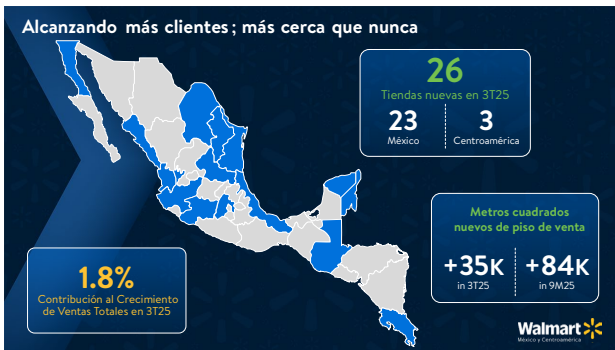 Alcanzando más clientes; más cerca que nunca
26
Tiendas nuevas en 3T25
23
México
3
Centroamérica
Metros cuadrados
nuevos de piso de venta
+35K
in 3T25
+84K
in 9M25
1.8%
Contribución al Crecimiento
de Ventas Totales en 3T25
Walmart
México y Centroamérica